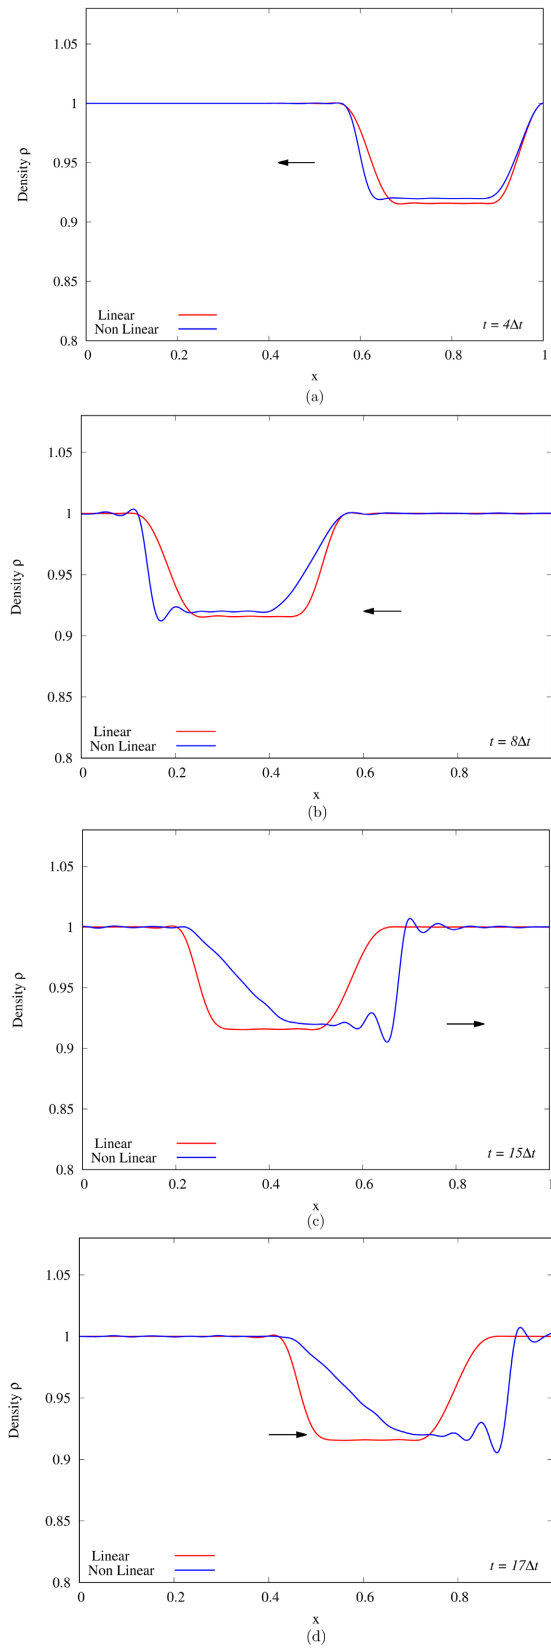 1.05
1
0.95
0.9
0.85
0.8
Density ρ
Linear
Non Linear
t = 4Δt
0 0.2 0.4 0.6 0.8 1
x
(a)
1.05
1
0.95
0.9
0.85
0.8
Density ρ
Linear
Non Linear
t = 8Δt
0 0.2 0.4 0.6 0.8
x
(b)
1.05
1
0.95
0.9
0.85
0.8
Density ρ
Linear
Non Linear
t = 15Δt
0 0.2 0.4 0.6 0.8 1
x
(c)
1.05
1
0.95
0.9
0.85
0.8
Density ρ
Linear
Non Linear
t = 17Δt
0 0.2 0.4 0.6 0.8
x
(d)